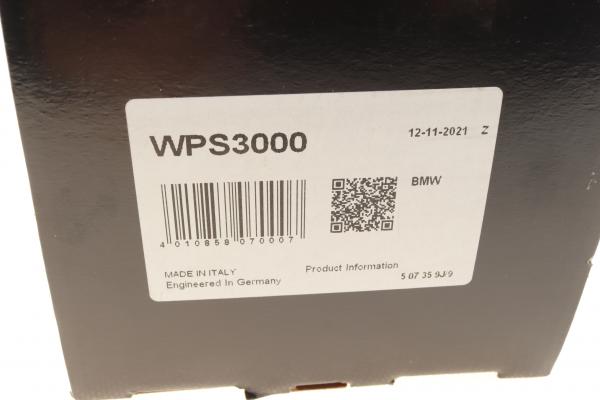 WPS3000
12-11-2021 Z
BMW
4 010858 070007
Product Information
MADE IN ITALY
Engineered In Germany
5 07 35 9J/9